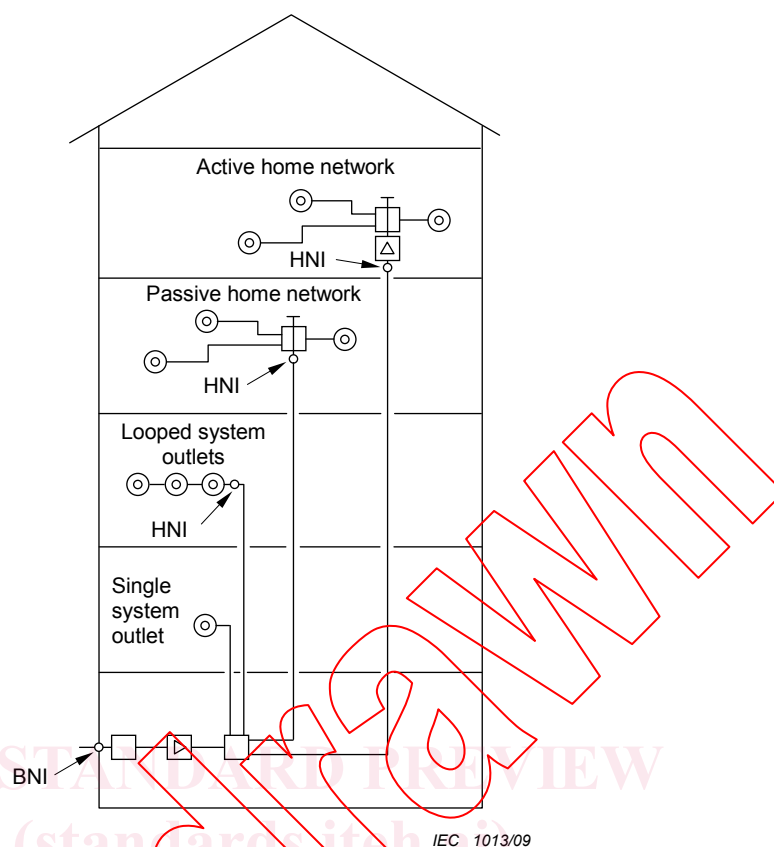 Active home network
HNI
Passive home network
HNI
Looped system
outlets
HNI
Single
system
outlet
BNI
STANDARD PREVIEW
(standards.iteh.ai)
IEC 1013/09